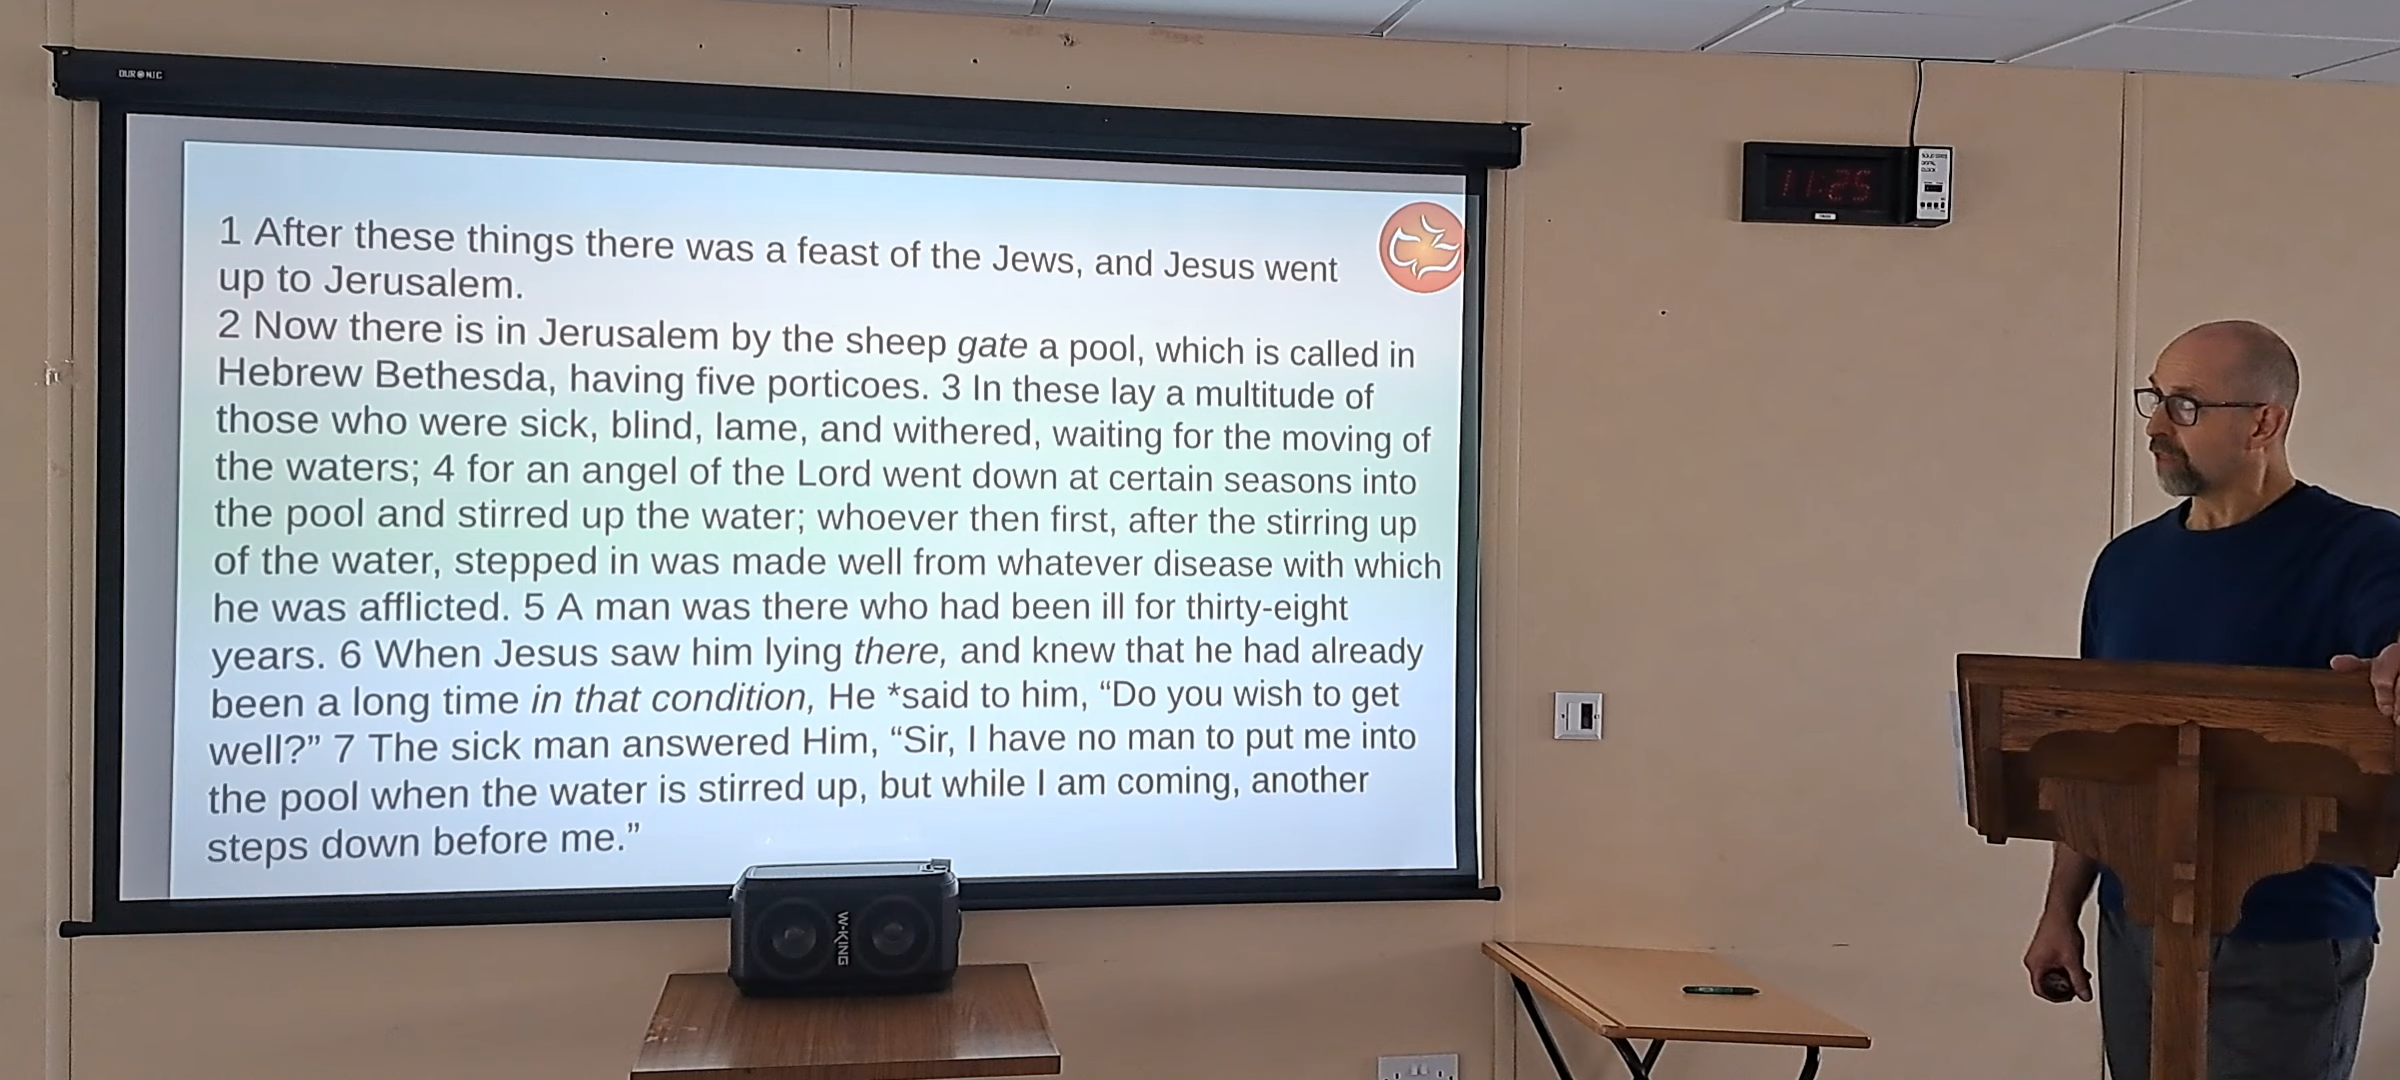 DURONIC
1 After these things there was a feast of the Jews, and Jesus went
up to Jerusalem.
2 Now there is in Jerusalem by the sheep gate a pool, which is called in
Hebrew Bethesda, having five porticoes. 3 In these lay a multitude of
those who were sick, blind, lame, and withered, waiting for the moving of
the waters; 4 for an angel of the Lord went down at certain seasons into
the pool and stirred up the water; whoever then first, after the stirring up
of the water, stepped in was made well from whatever disease with which
he was afflicted. 5 A man was there who had been ill for thirty-eight
years. 6 When Jesus saw him lying there, and knew that he had already
been a long time in that condition, He *said to him, “Do you wish to get
well?” 7 The sick man answered Him, “Sir, I have no man to put me into
the pool when the water is stirred up, but while I am coming, another
steps down before me.”
11:25
W-KING